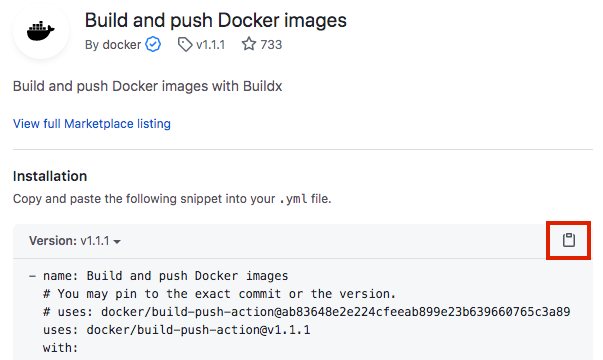 Build and push Docker images
By docker v1.1.1 733
Build and push Docker images with Buildx
View full Marketplace listing
Installation
Copy and paste the following snippet into your .yml file.
Version: v1.1.1
- name: Build and push Docker images
# You may pin to the exact commit or the version.
# uses: docker/build-push-action@ab83648e2e224cfeeab899e23b639660765c3a89
uses: docker/build-push-action@v1.1.1
with: